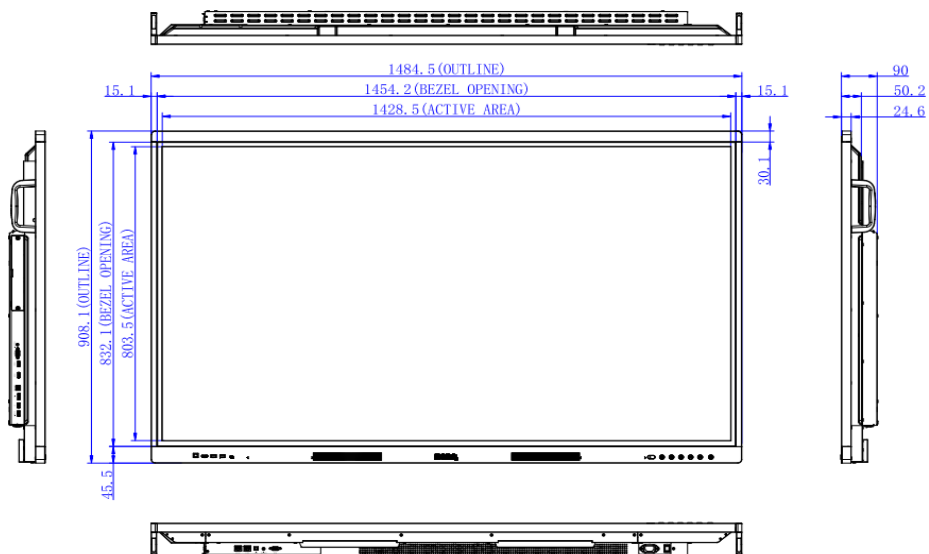 1484.5(OUTLINE)
15.1
1454.2(BEZEL OPENING)
15.1
1428.5(ACTIVE AREA)
90
50.2
24.6
30.1
908.1(OUTLINE)
832.1(BEZEL OPENING)
803.5(ACTIVE AREA)
45.5